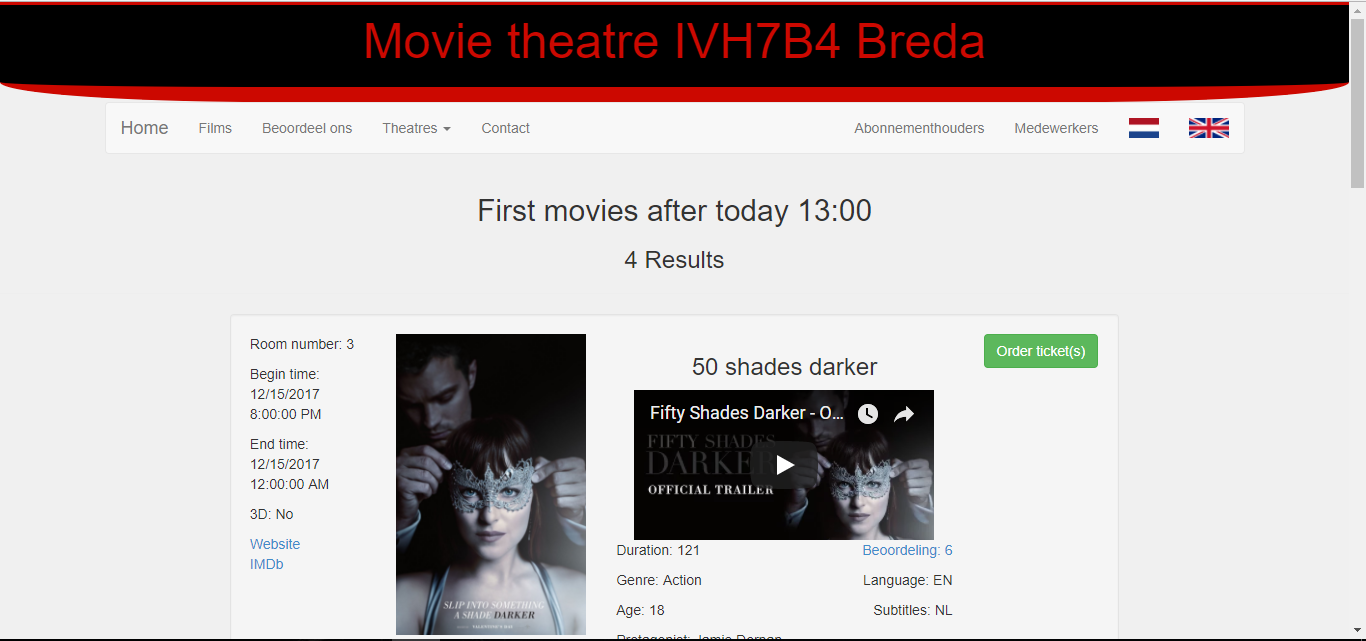 Movie theatre IVH7B4 Breda
Home Films Beoordeel ons Theatres Contact Abonnementhouders Medewerkers
First movies after today 13:00
4 Results
Room number: 3
Begin time:
12/15/2017
8:00:00 PM
End time:
12/15/2017
12:00:00 AM
3D: No
Website
IMDb
SLIP INTO SOMETHING
A SHADE DARKER
50 shades darker
Order ticket(s)
Fifty Shades Darker - O...
FIFTY SHADES
DARKER
OFFICIAL TRAILER
Duration: 121 Beoordeling: 6
Genre: Action Language: EN
Age: 18 Subtitles: NL
Protagonist: Jamie Dornan